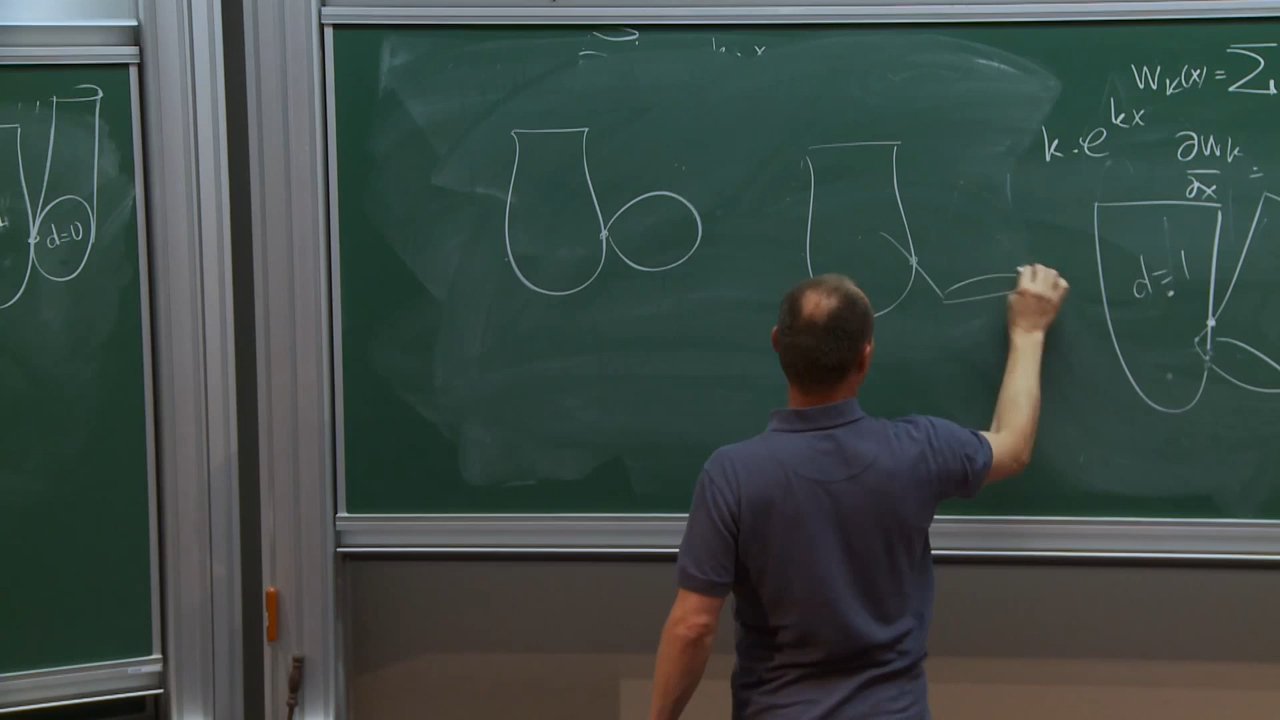 d=0
W_k(x) = Σ
k·e^{kx}
∂W_k
∂x =
d=1